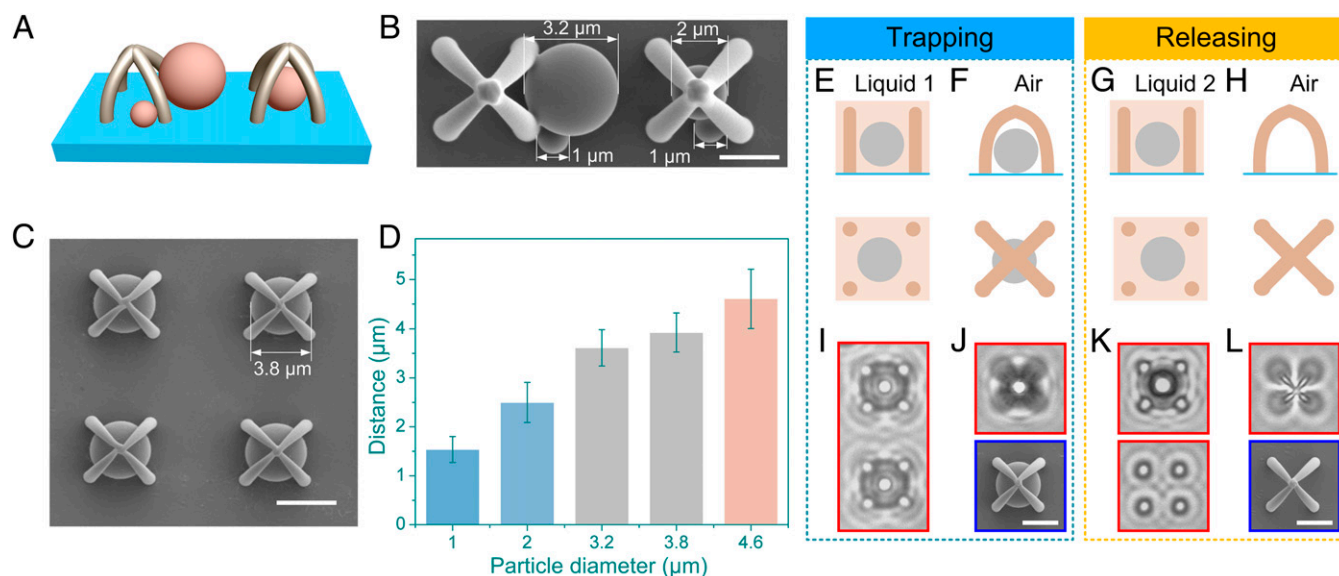 A
B
3.2 µm
2 µm
1 µm
1 µm
C
3.8 µm
D
Distance (µm)
5
4
3
2
1
0
1
2
3.2
3.8
4.6
Particle diameter (µm)
Trapping
Releasing
E
Liquid 1
F
Air
G
Liquid 2
H
Air
I
J
K
L